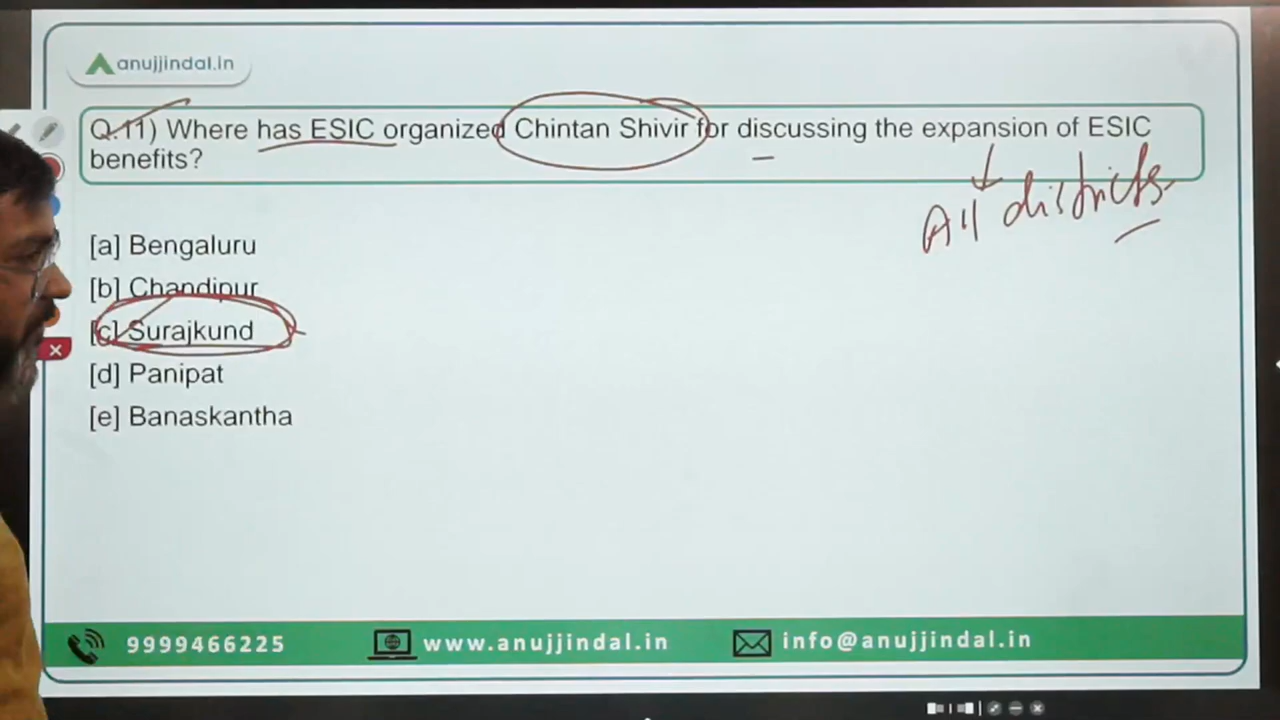 anujjindal.in
Q.11) Where has ESIC organized Chintan Shivir for discussing the expansion of ESIC
benefits?
All districts
[a] Bengaluru
[b] Chandipur
[c] Surajkund
[d] Panipat
[e] Banaskantha
9999466225 www.anujjindal.in info@anujjindal.in